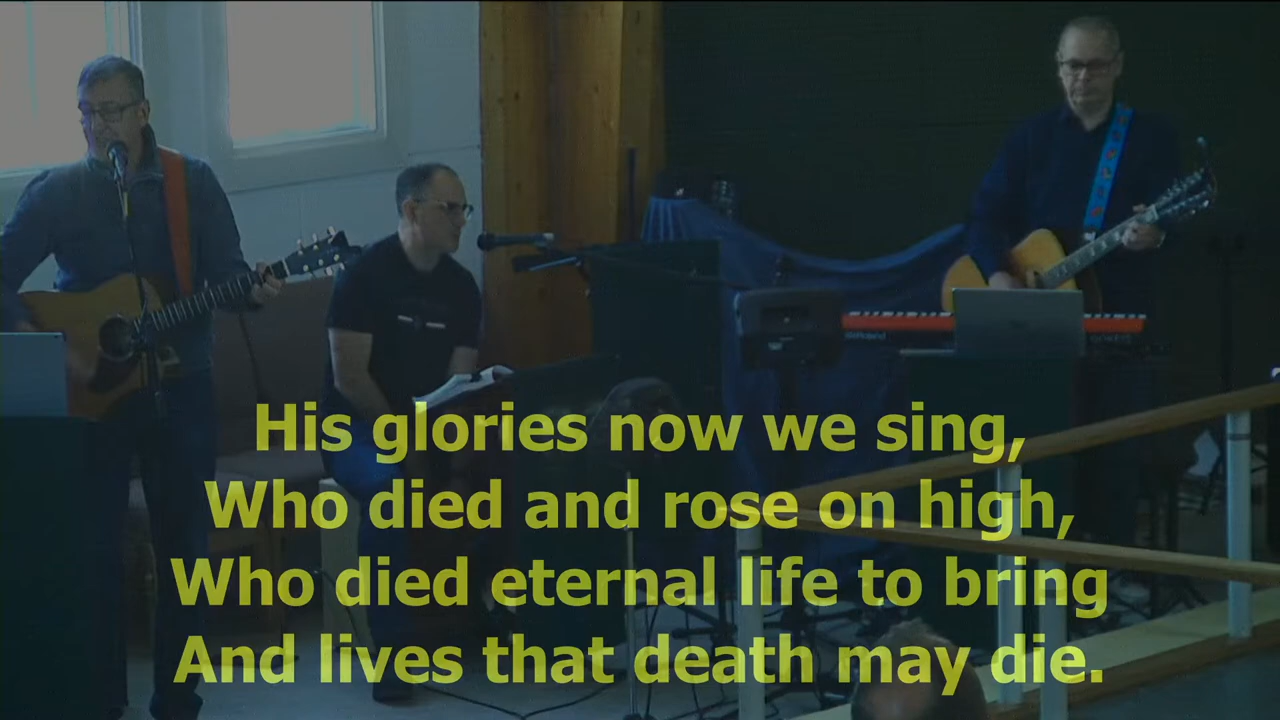 His glories now we sing,
Who died and rose on high,
Who died eternal life to bring
And lives that death may die.